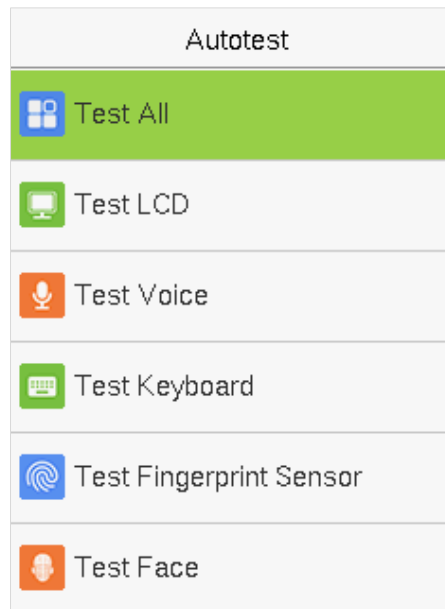 Autotest
Test All
Test LCD
Test Voice
Test Keyboard
Test Fingerprint Sensor
Test Face